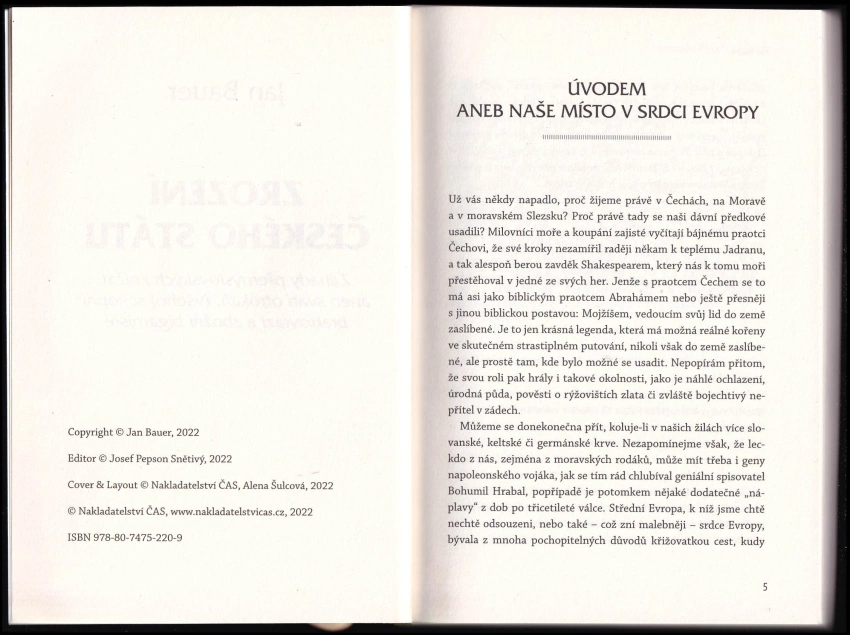 Jan Bauer
ZROZENÍ
ČESKÉHO STÁTU
Copyright © Jan Bauer, 2022
Editor © Josef Pepson Snětivý, 2022
Cover & Layout © Nakladatelství ČAS, Alena Šulcová, 2022
© Nakladatelství ČAS, www.nakladatelstvicas.cz, 2022
ISBN 978-80-7475-220-9
ÚVODEM
ANEB NAŠE MÍSTO V SRDCI EVROPY
Už vás někdy napadlo, proč žijeme právě v Čechách, na Moravě
a v moravském Slezsku? Proč právě tady se naši dávní předkové
usadili? Milovníci moře a koupání zajisté vyčítají bájnému praotci
Čechovi, že své kroky nezamířil raději někam k teplému Jadranu,
a tak alespoň berou zavděk Shakespearem, který nás k tomu moři
přestěhoval v jedné ze svých her. Jenže s praotcem Čechem se to
má asi jako biblickým praotcem Abrahámem nebo ještě přesněji
s jinou biblickou postavou: Mojžíšem, vedoucím svůj lid do země
zaslíbené. Je to jen krásná legenda, která má možná reálné kořeny
ve skutečném strastiplném putování, nikoli však do země zaslíbe-
né, ale prostě tam, kde bylo možné se usadit. Nepopírám přitom,
že svou roli pak hrály i takové okolnosti, jako je náhlé ochlazení,
úrodná půda, pověsti o rýžovištích zlata či zvláště bojechtivý ne-
přítel v zádech.
Můžeme se donekonečna přít, koluje-li v našich žilách více slo-
vanské, keltské či germánské krve. Nezapomínejme však, že lec-
kdo z nás, zejména z moravských rodáků, může mít třeba i geny
napoleonského vojáka, jak se tím rád chlubíval geniální spisovatel
Bohumil Hrabal, popřípadě je potomkem nějaké dodatečné „ná-
plavy“ z dob po třicetileté válce. Střední Evropa, k níž jsme chtě
nechtě odsouzeni, nebo také – což zní malebněji – srdce Evropy,
bývala z mnoha pochopitelných důvodů křižovatkou cest, kudy
5